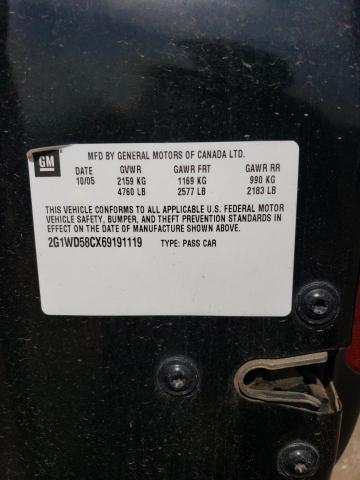 GM
MFD BY GENERAL MOTORS OF CANADA LTD.
DATE GVWR GAWR FRT GAWR RR
10/05 2159 KG 1169 KG 990 KG
4760 LB 2577 LB 2183 LB
THIS VEHICLE CONFORMS TO ALL APPLICABLE U.S. FEDERAL MOTOR
VEHICLE SAFETY, BUMPER, AND THEFT PREVENTION STANDARDS IN
EFFECT ON THE DATE OF MANUFACTURE SHOWN ABOVE.
2G1WD58CX69191119 TYPE: PASS CAR